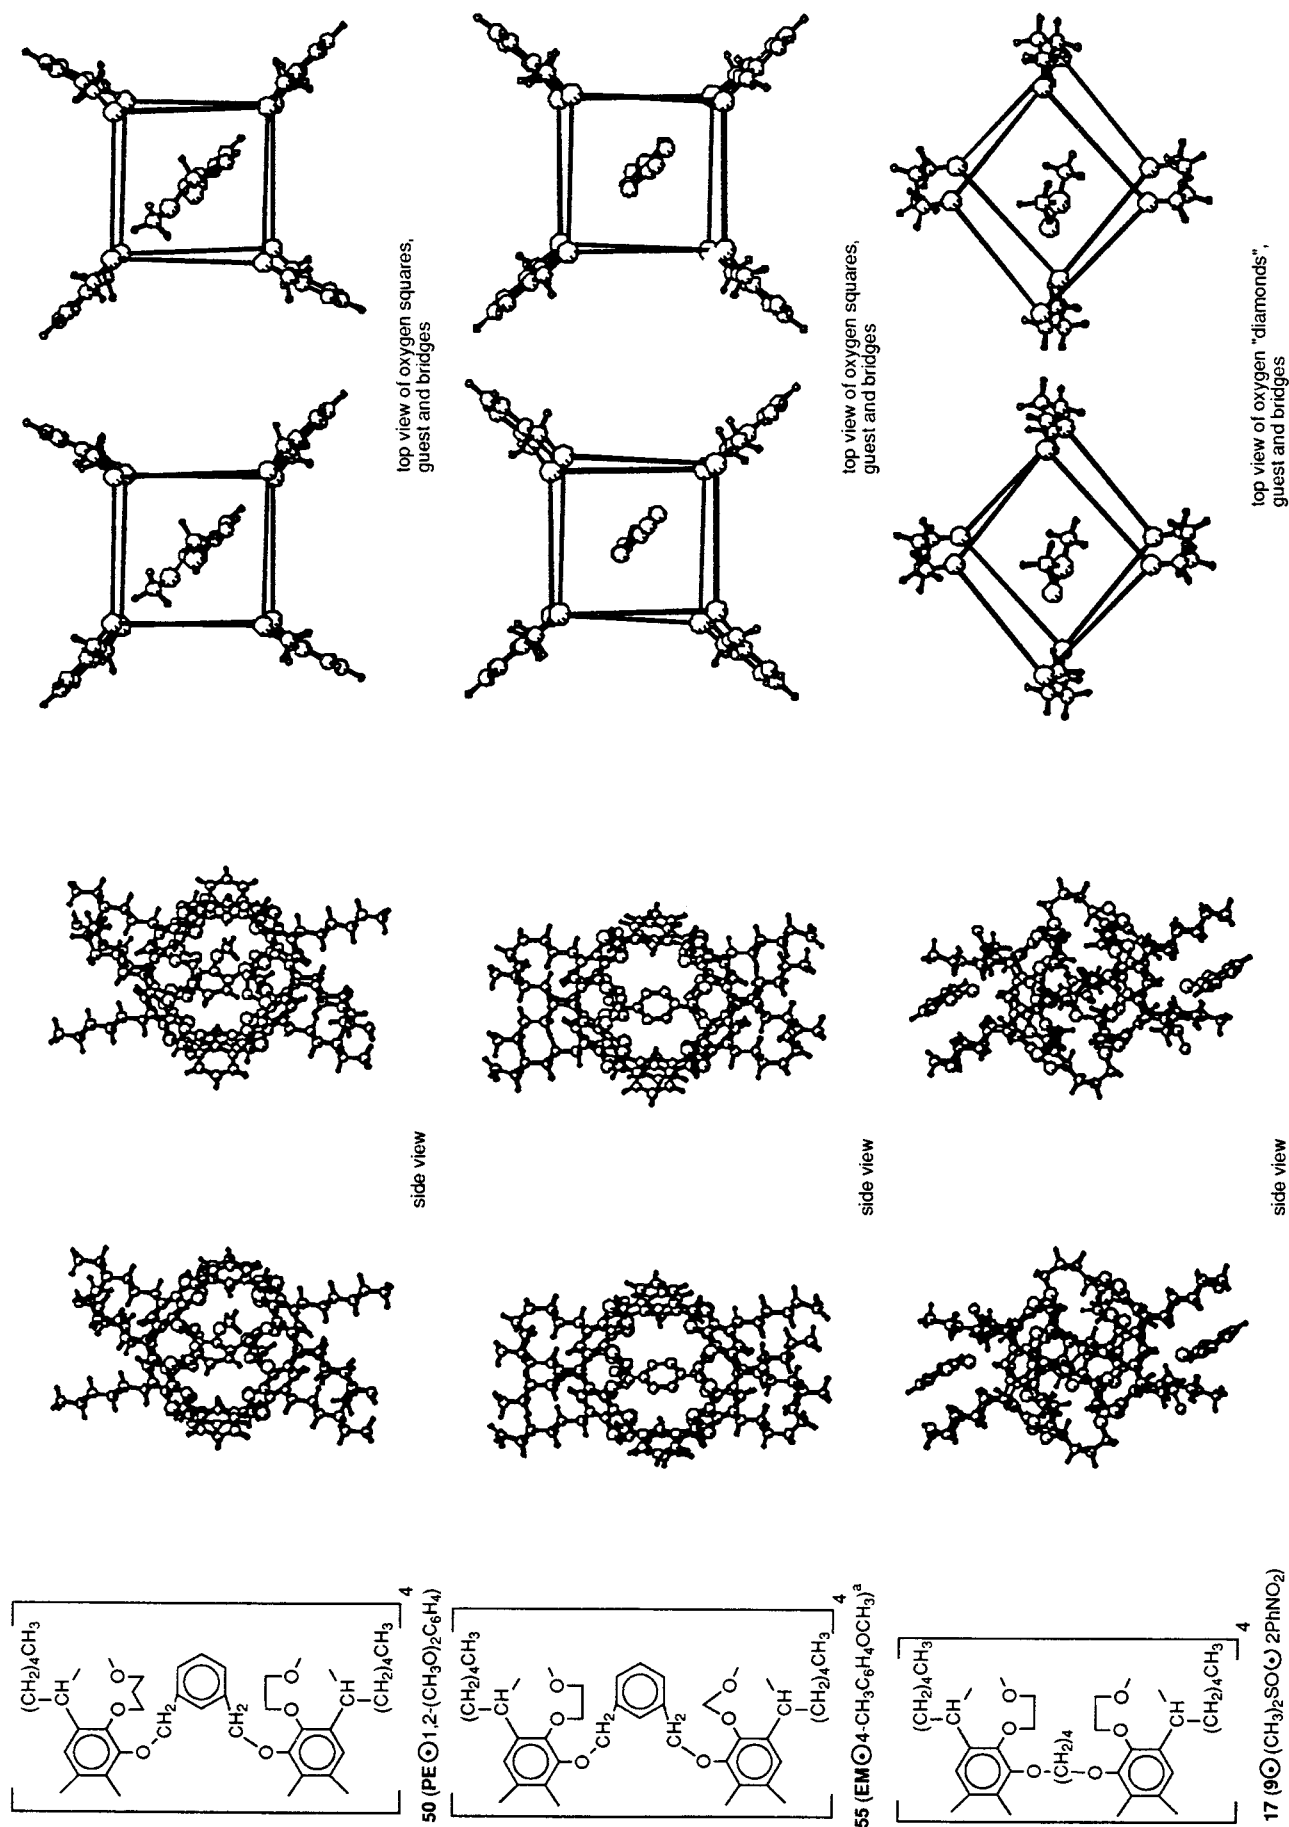 (CH2)4CH3
CH
O
O
O
CH2
CH2
O
O
O
CH
(CH2)4CH3
4
50 (PE⊙1,2-(CH3O)2C6H4)
side view
top view of oxygen squares,
guest and bridges
(CH2)4CH3
CH
O
O
O
CH2
CH2
O
O
O
CH
(CH2)4CH3
4
55 (EM⊙4-CH3C6H4OCH3)a
side view
top view of oxygen squares,
guest and bridges
(CH2)4CH3
CH
O
O
O
(CH2)4
O
O
O
CH
(CH2)4CH3
4
17 (9⊙(CH3)2SO⊙2PhNO2)
side view
top view of oxygen "diamonds",
guest and bridges